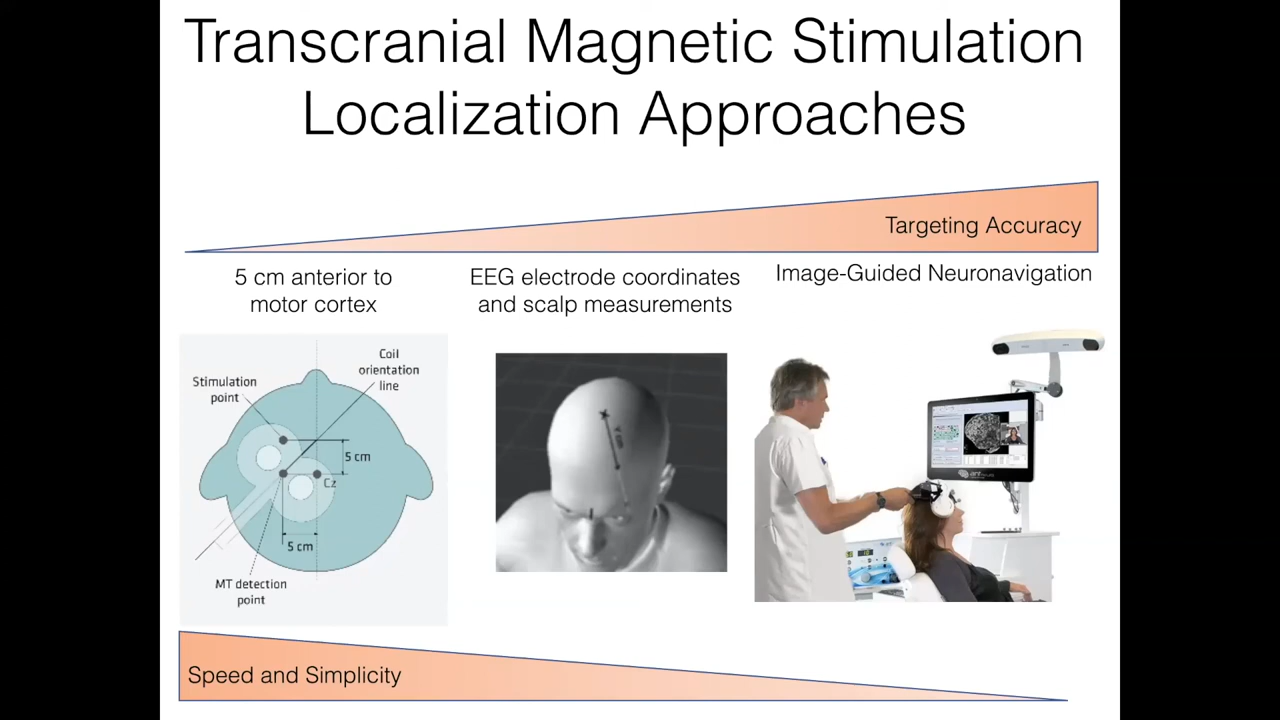 Transcranial Magnetic Stimulation
Localization Approaches
Targeting Accuracy
5 cm anterior to
motor cortex
EEG electrode coordinates
and scalp measurements
Image-Guided Neuronavigation
Coil
orientation
line
Stimulation
point
5 cm
Cz
5 cm
MT detection
point
Y cm
ant
Speed and Simplicity